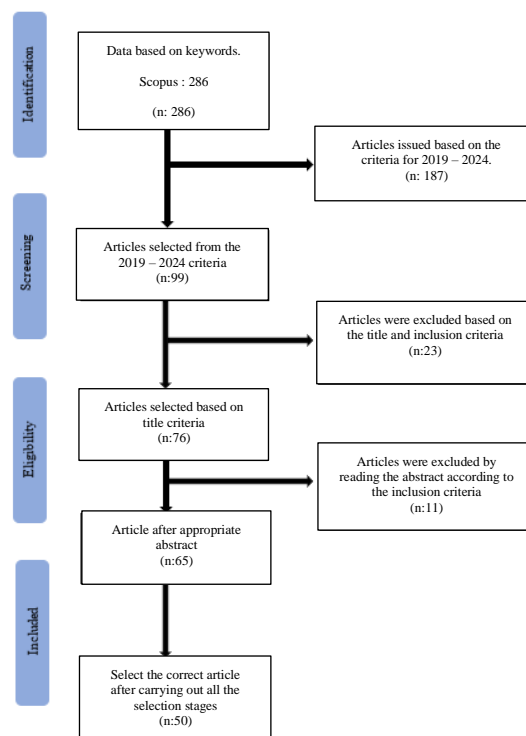 Identification
Data based on keywords.
Scopus : 286
(n: 286)
Articles issued based on the
criteria for 2019 – 2024.
(n: 187)
Screening
Articles selected from the
2019 – 2024 criteria
(n:99)
Articles were excluded based on
the title and inclusion criteria
(n:23)
Eligibility
Articles selected based on
title criteria
(n:76)
Articles were excluded by
reading the abstract according to
the inclusion criteria
(n:11)
Article after appropriate
abstract
(n:65)
Included
Select the correct article
after carrying out all the
selection stages
(n:50)